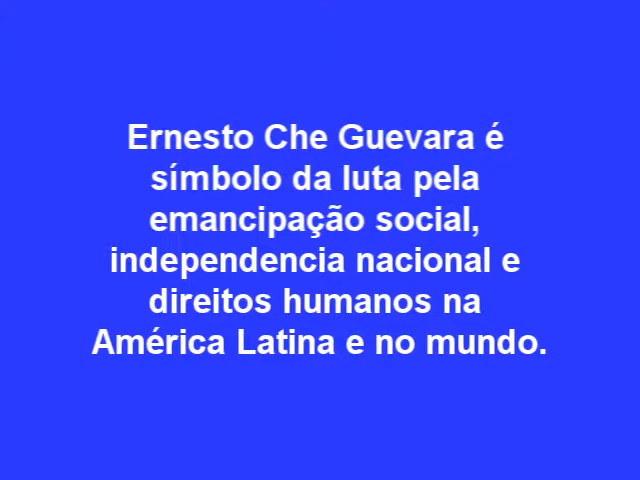 Ernesto Che Guevara é
símbolo da luta pela
emancipação social,
independencia nacional e
direitos humanos na
América Latina e no mundo.